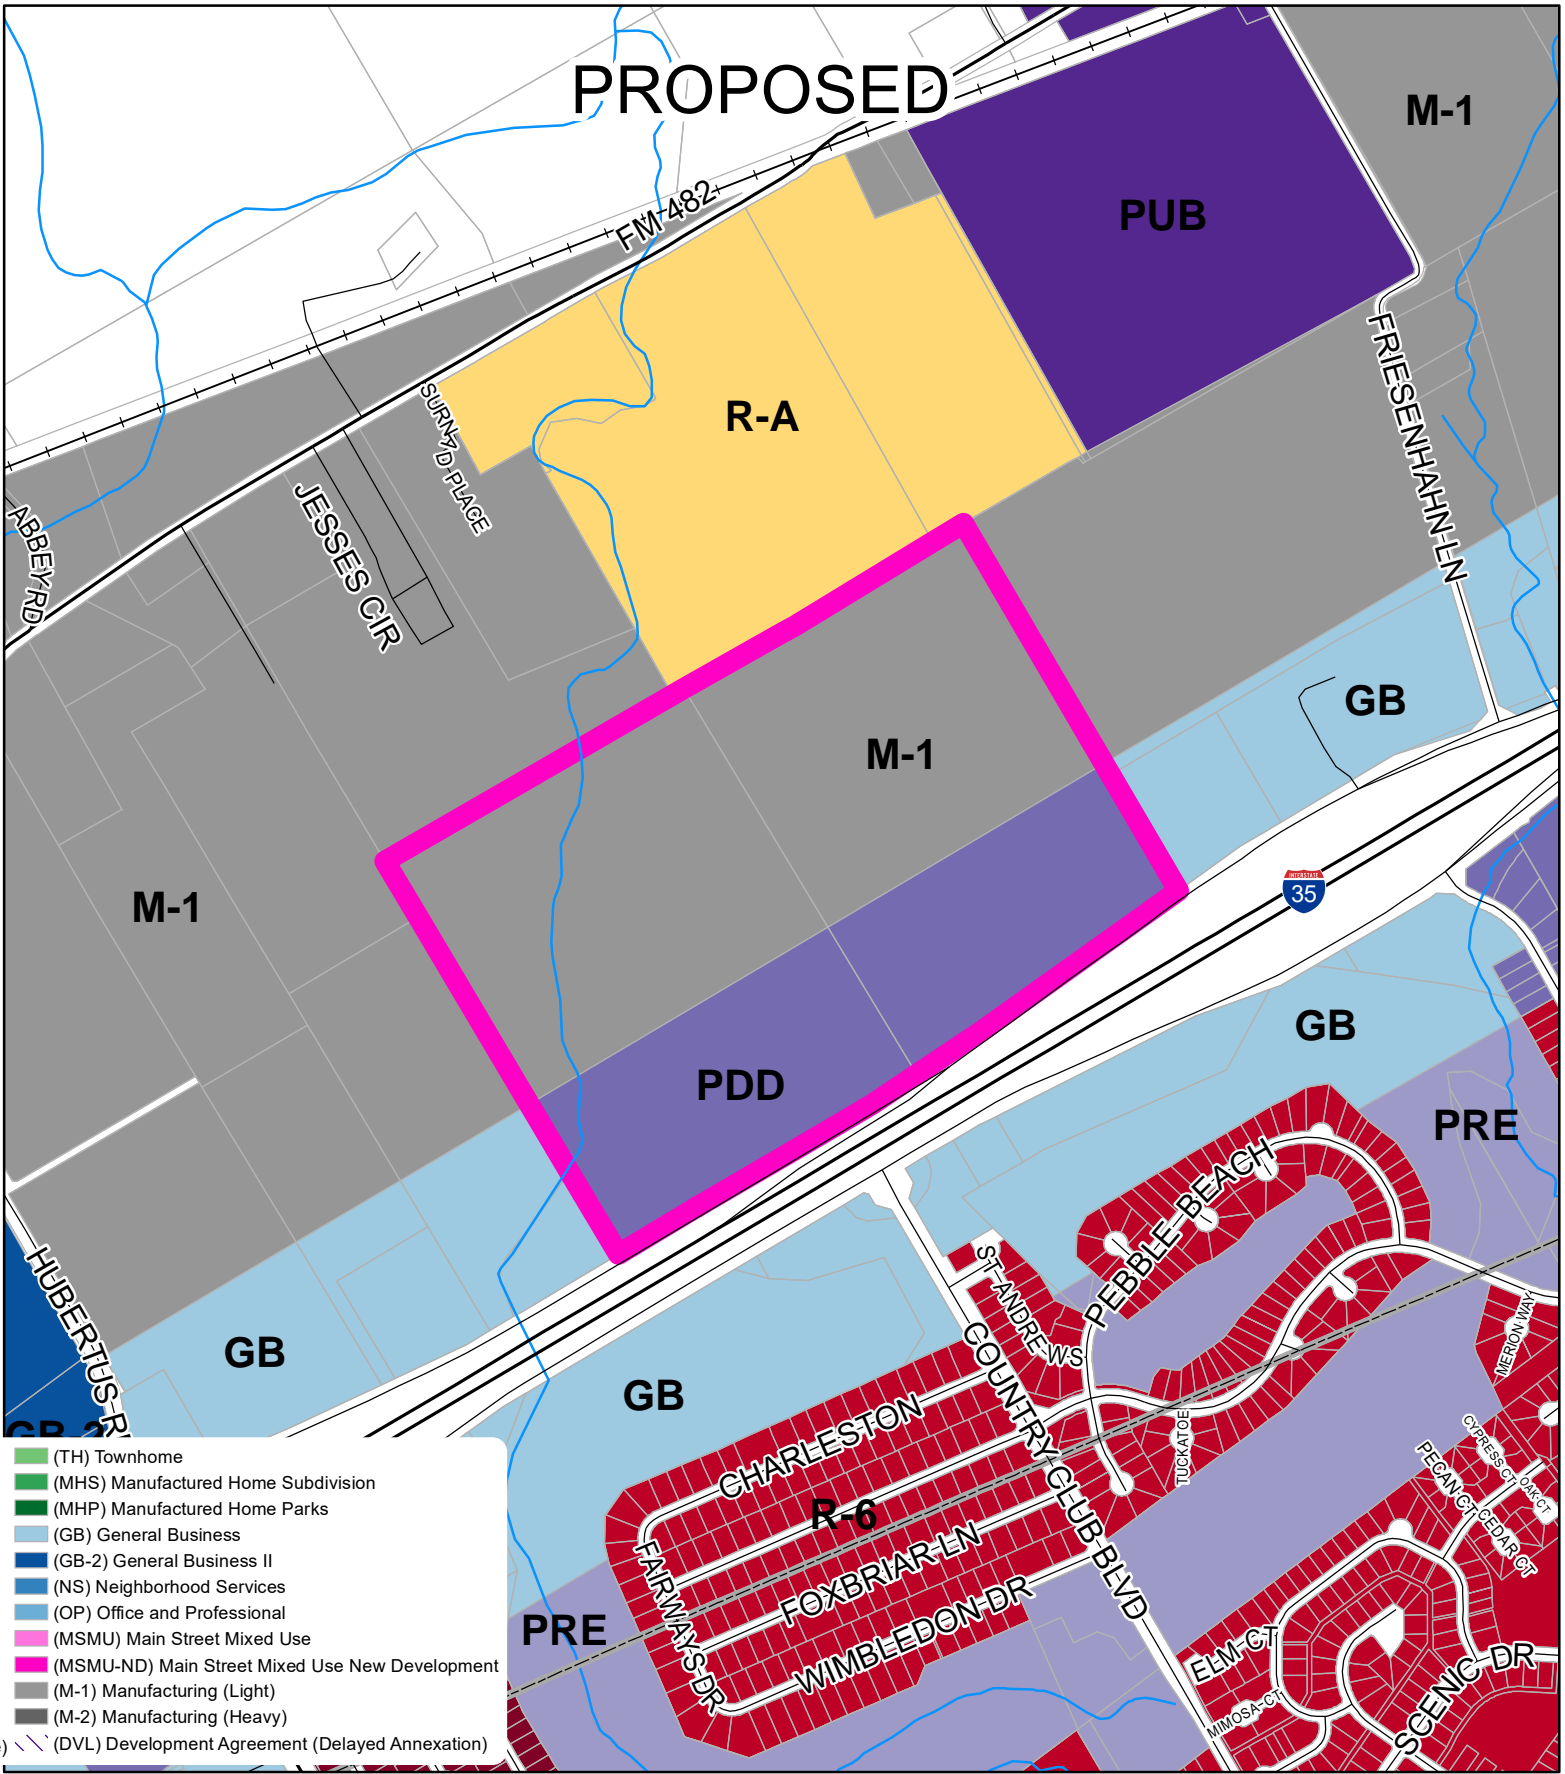 PROPOSED
M-1
PUB
FM 482
R-A
FRIESENHAHN LN
JESSES CIR
ABBEY RD
GB
M-1
M-1
INTERSTATE
35
GB
PDD
PRE
PEBBLE BEACH
HUBERTUS R
GB
GB
ST ANDREWS
COUNTRY CLUB BLVD
MERION WAY
CHARLESTON
TUCKATOE
CYPRESS CT
PECAN CT
OAK CT
CEDAR CT
GB-2
R-6
FAIRWAYS DR
FOXBRIAR LN
WIMBLEDON DR
PRE
ELM CT
MIMOSA CT
SCENIC DR
(TH) Townhome
(MHS) Manufactured Home Subdivision
(MHP) Manufactured Home Parks
(GB) General Business
(GB-2) General Business II
(NS) Neighborhood Services
(OP) Office and Professional
(MSMU) Main Street Mixed Use
(MSMU-ND) Main Street Mixed Use New Development
(M-1) Manufacturing (Light)
(M-2) Manufacturing (Heavy)
(DVL) Development Agreement (Delayed Annexation)